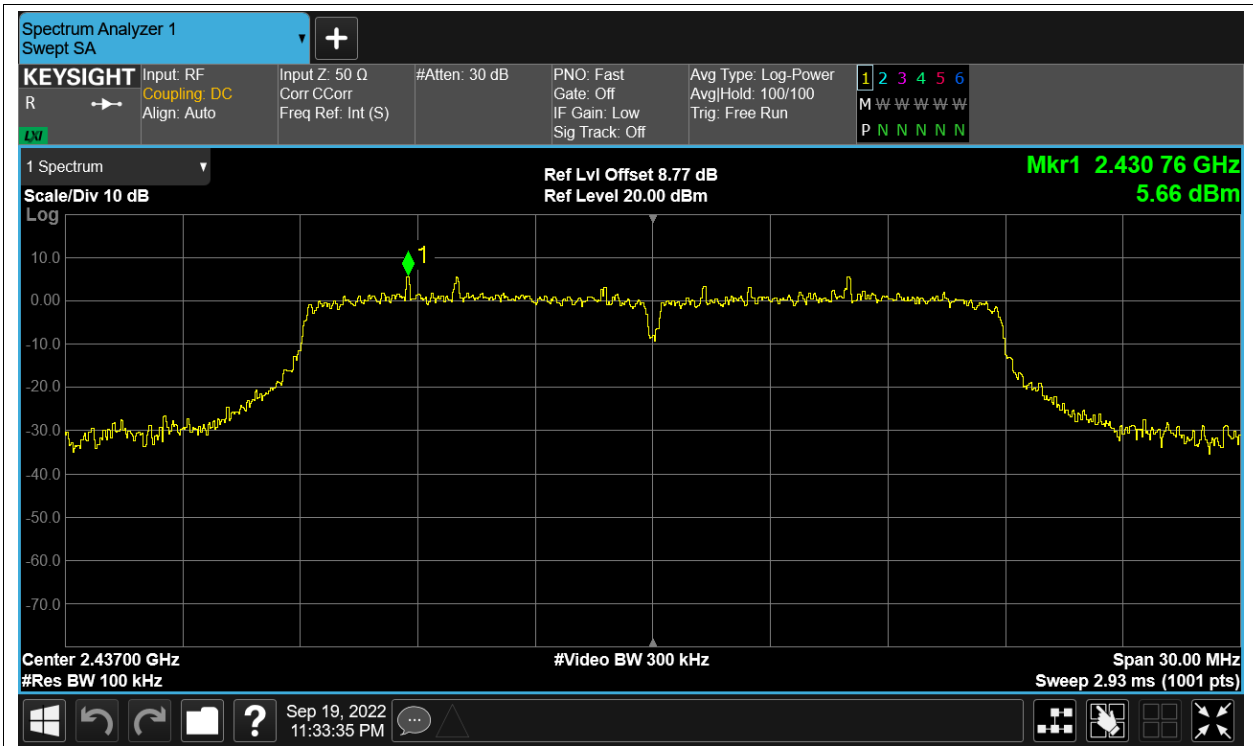 Spectrum Analyzer 1
Swept SA
KEYSIGHT
R
LXI
Input: RF
Coupling: DC
Align: Auto
Input Z: 50 Ω
Corr CCorr
Freq Ref: Int (S)
#Atten: 30 dB
PNO: Fast
Gate: Off
IF Gain: Low
Sig Track: Off
Avg Type: Log-Power
Avg|Hold: 100/100
Trig: Free Run
1 2 3 4 5 6
M W W W W W
P N N N N N
1 Spectrum
Scale/Div 10 dB
Log
Ref Lvl Offset 8.77 dB
Ref Level 20.00 dBm
Mkr1 2.430 76 GHz
5.66 dBm
1
10.0
0.00
-10.0
-20.0
-30.0
-40.0
-50.0
-60.0
-70.0
Center 2.43700 GHz
#Res BW 100 kHz
#Video BW 300 kHz
Span 30.00 MHz
Sweep 2.93 ms (1001 pts)
?
Sep 19, 2022
11:33:35 PM